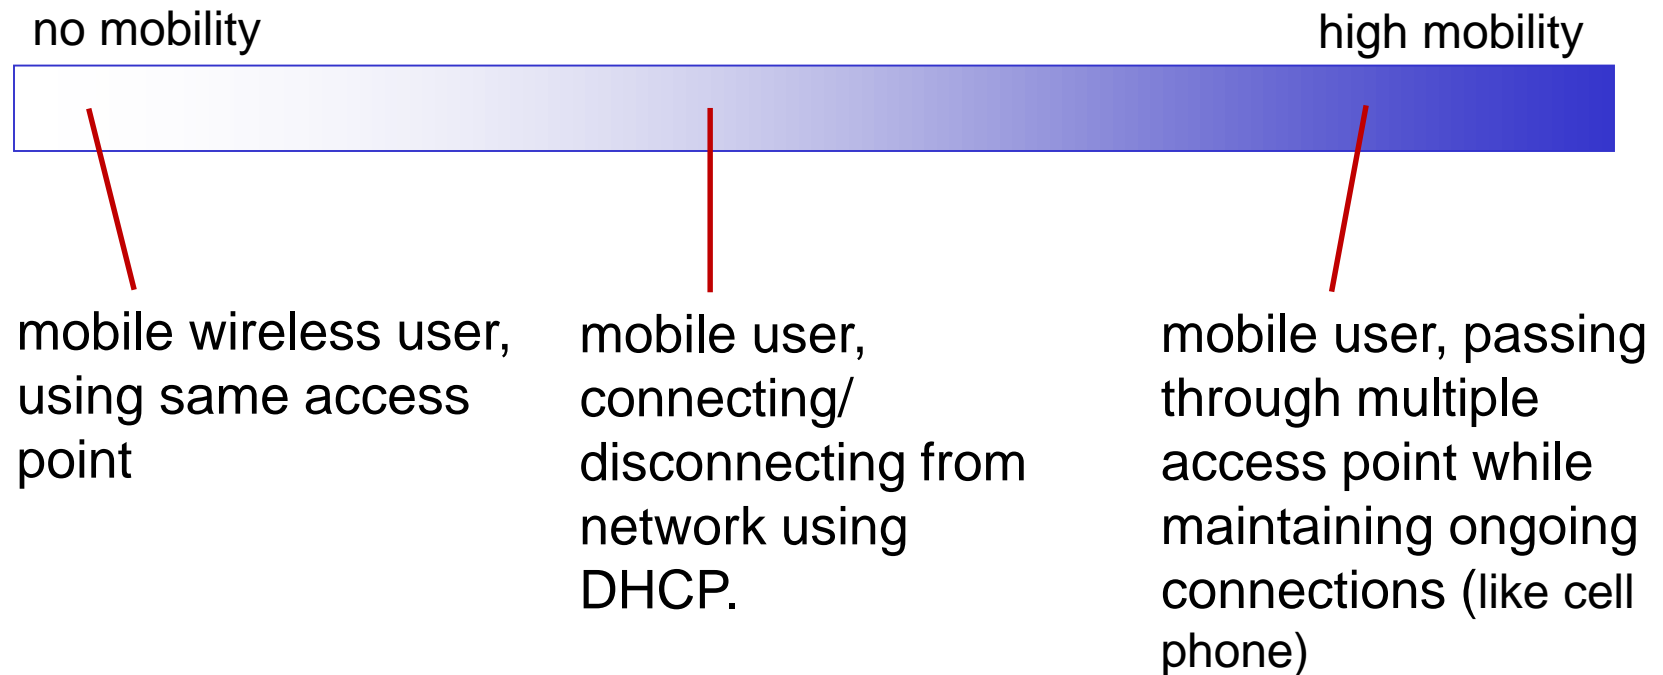 no mobility
high mobility
mobile wireless user,
using same access
point
mobile user,
connecting/
disconnecting from
network using
DHCP.
mobile user, passing
through multiple
access point while
maintaining ongoing
connections (like cell
phone)